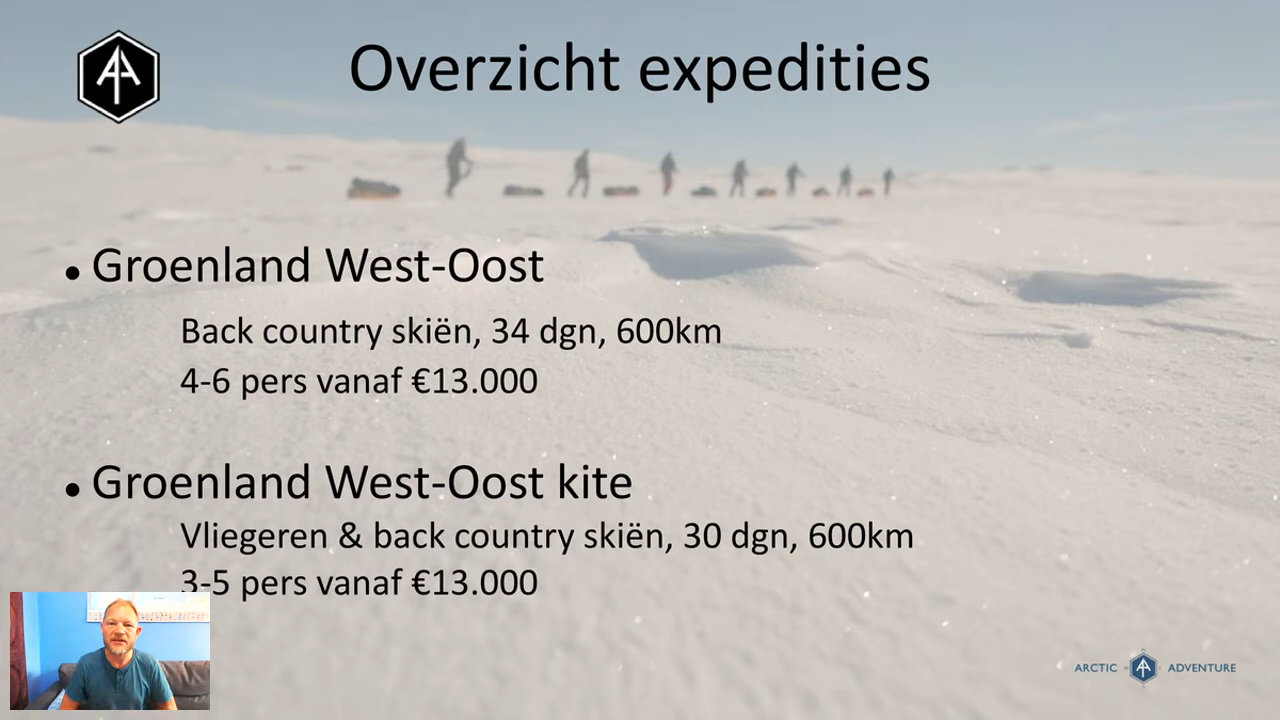 Overzicht expedities
• Groenland West-Oost
Back country skiën, 34 dgn, 600km
4-6 pers vanaf €13.000
• Groenland West-Oost kite
Vliegeren & back country skiën, 30 dgn, 600km
3-5 pers vanaf €13.000
ARCTIC ADVENTURE